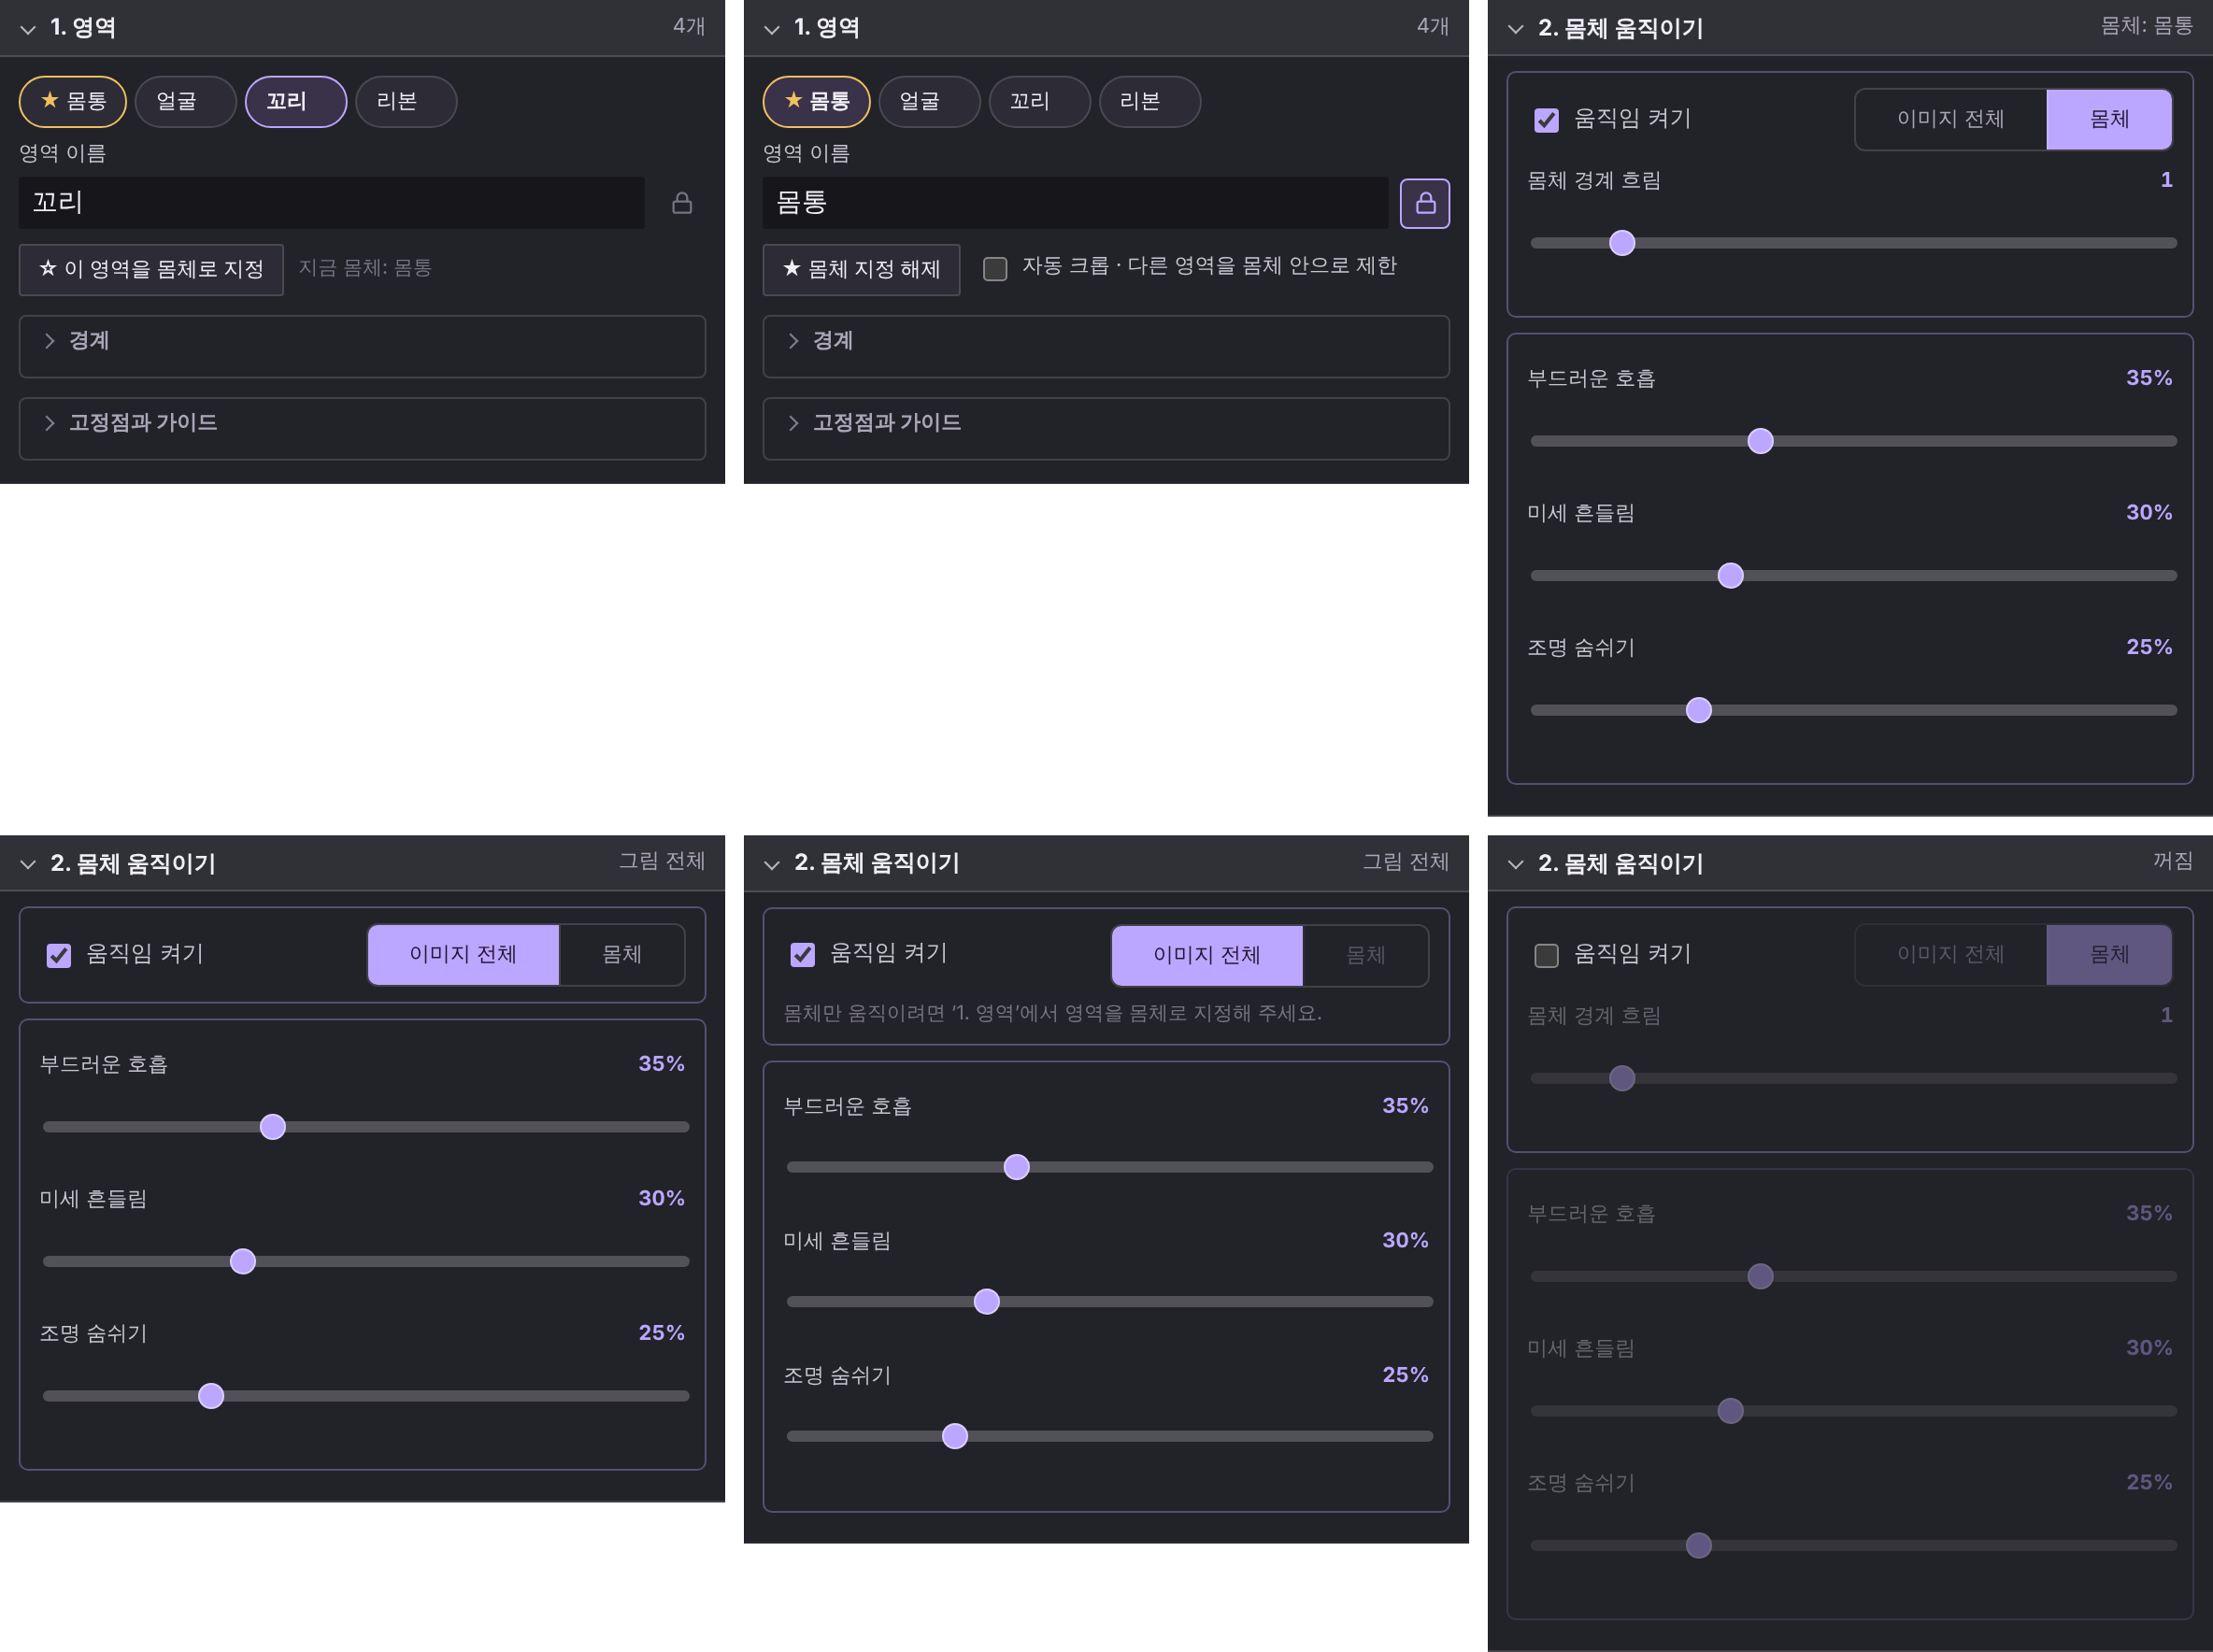 1. 영역 4개
★ 몸통 얼굴 꼬리 리본
영역 이름
꼬리
☆ 이 영역을 몸체로 지정 지금 몸체: 몸통
경계
고정점과 가이드
1. 영역 4개
★ 몸통 얼굴 꼬리 리본
영역 이름
몸통
★ 몸체 지정 해제 자동 크롭 · 다른 영역을 몸체 안으로 제한
경계
고정점과 가이드
2. 몸체 움직이기 몸체: 몸통
움직임 켜기 이미지 전체 몸체
몸체 경계 흐림 1
부드러운 호흡 35%
미세 흔들림 30%
조명 숨쉬기 25%
2. 몸체 움직이기 그림 전체
움직임 켜기 이미지 전체 몸체
부드러운 호흡 35%
미세 흔들림 30%
조명 숨쉬기 25%
2. 몸체 움직이기 그림 전체
움직임 켜기 이미지 전체 몸체
몸체만 움직이려면 ‘1. 영역’에서 영역을 몸체로 지정해 주세요.
부드러운 호흡 35%
미세 흔들림 30%
조명 숨쉬기 25%
2. 몸체 움직이기 꺼짐
움직임 켜기 이미지 전체 몸체
몸체 경계 흐림 1
부드러운 호흡 35%
미세 흔들림 30%
조명 숨쉬기 25%